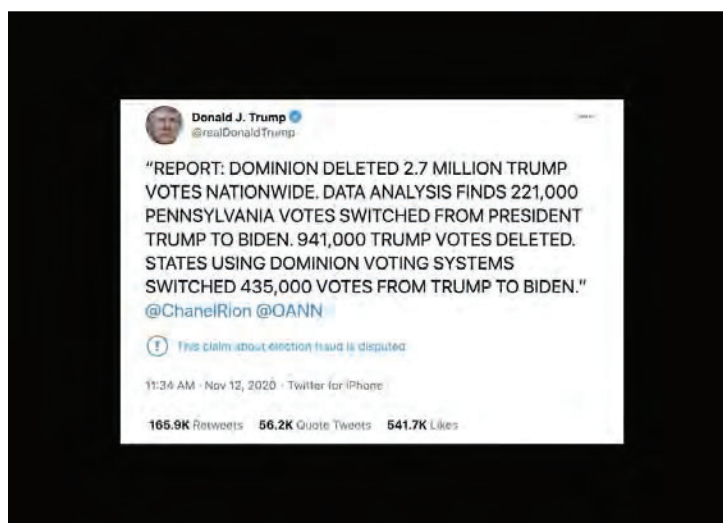 Donald J. Trump
@realDonaldTrump
“REPORT: DOMINION DELETED 2.7 MILLION TRUMP
VOTES NATIONWIDE. DATA ANALYSIS FINDS 221,000
PENNSYLVANIA VOTES SWITCHED FROM PRESIDENT
TRUMP TO BIDEN. 941,000 TRUMP VOTES DELETED.
STATES USING DOMINION VOTING SYSTEMS
SWITCHED 435,000 VOTES FROM TRUMP TO BIDEN.”
@ChanelRion @OANN
This claim about election fraud is disputed
11:34 AM · Nov 12, 2020 · Twitter for iPhone
165.9K Retweets 56.2K Quote Tweets 541.7K Likes